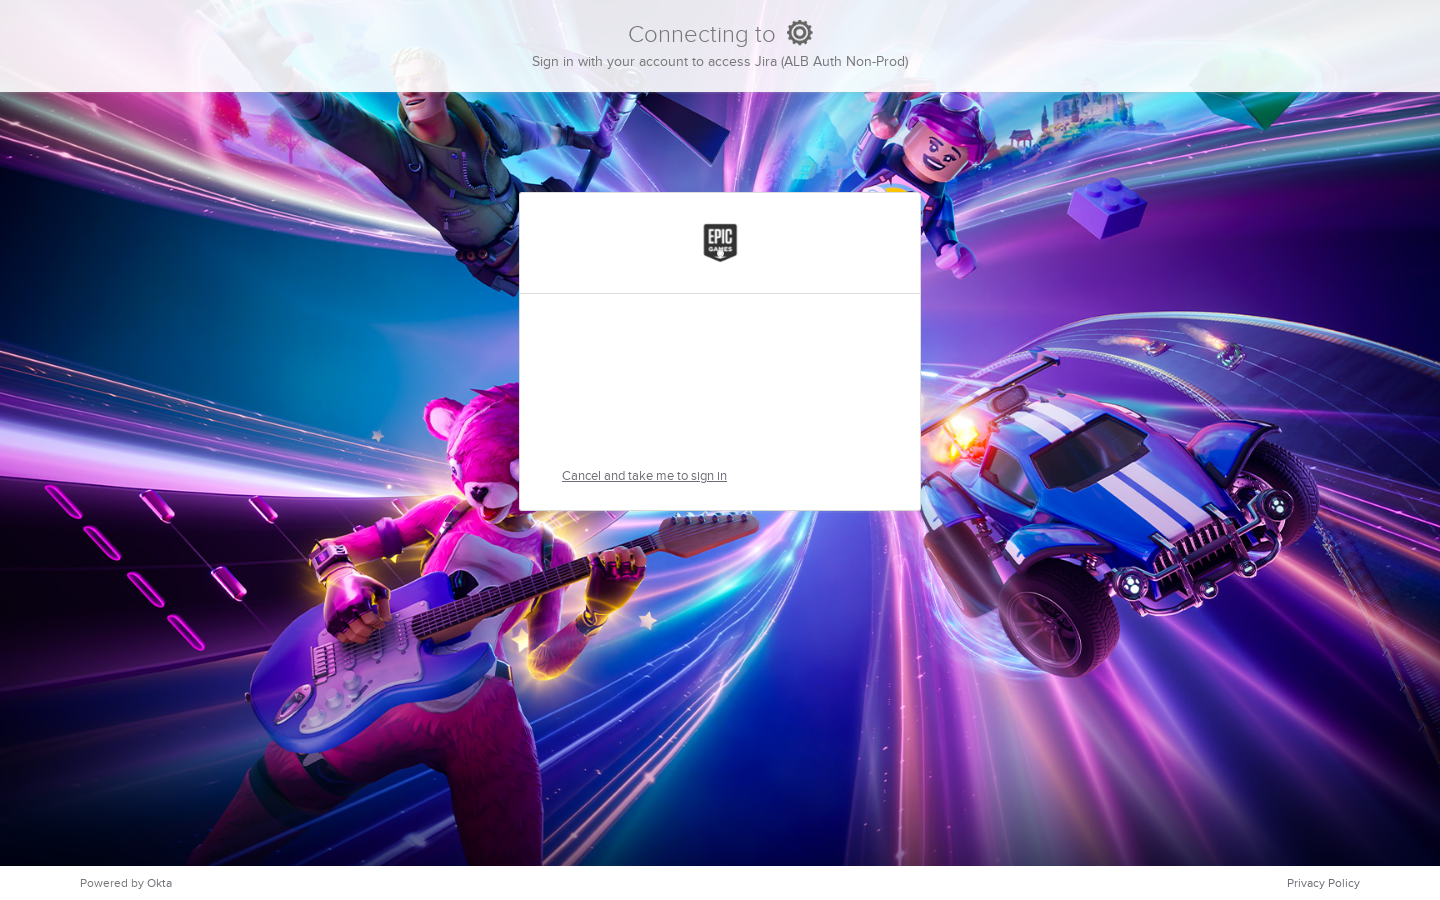 Connecting to
Sign in with your account to access Jira (ALB Auth Non-Prod)
EPIC
GAMES
Cancel and take me to sign in
Powered by Okta
Privacy Policy